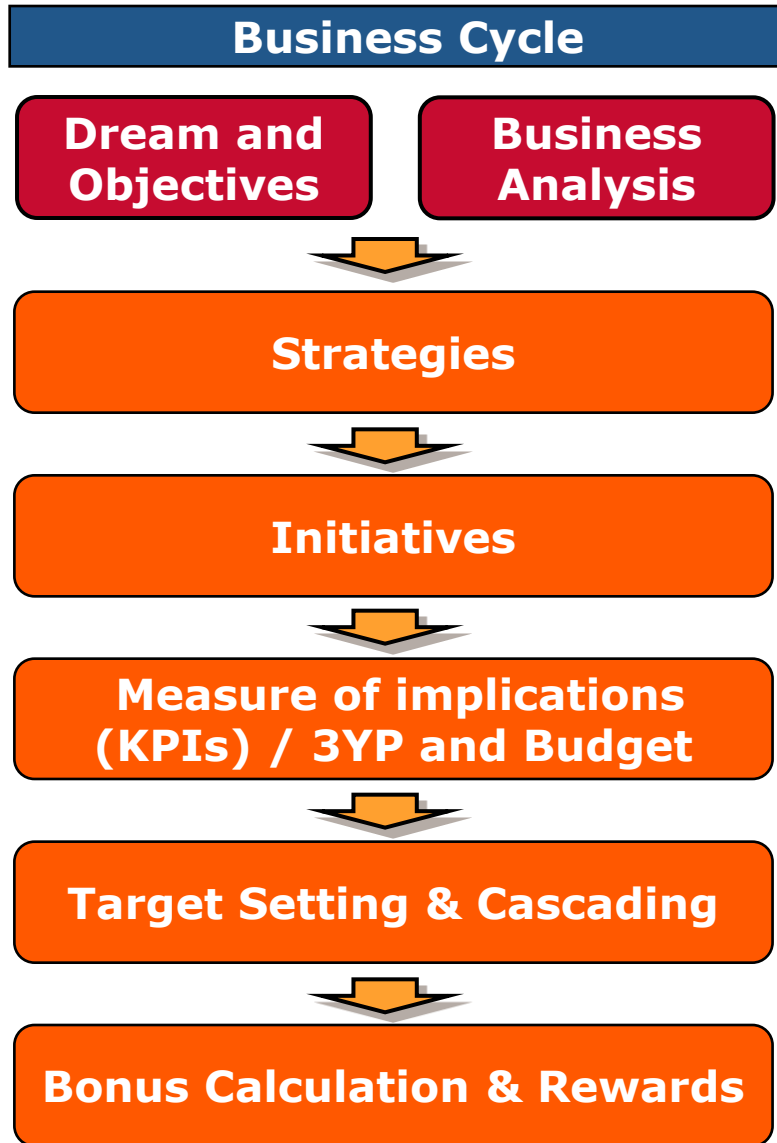 Business Cycle
Dream and
Objectives
Business
Analysis
Strategies
Initiatives
Measure of implications
(KPIs) / 3YP and Budget
Target Setting & Cascading
Bonus Calculation & Rewards